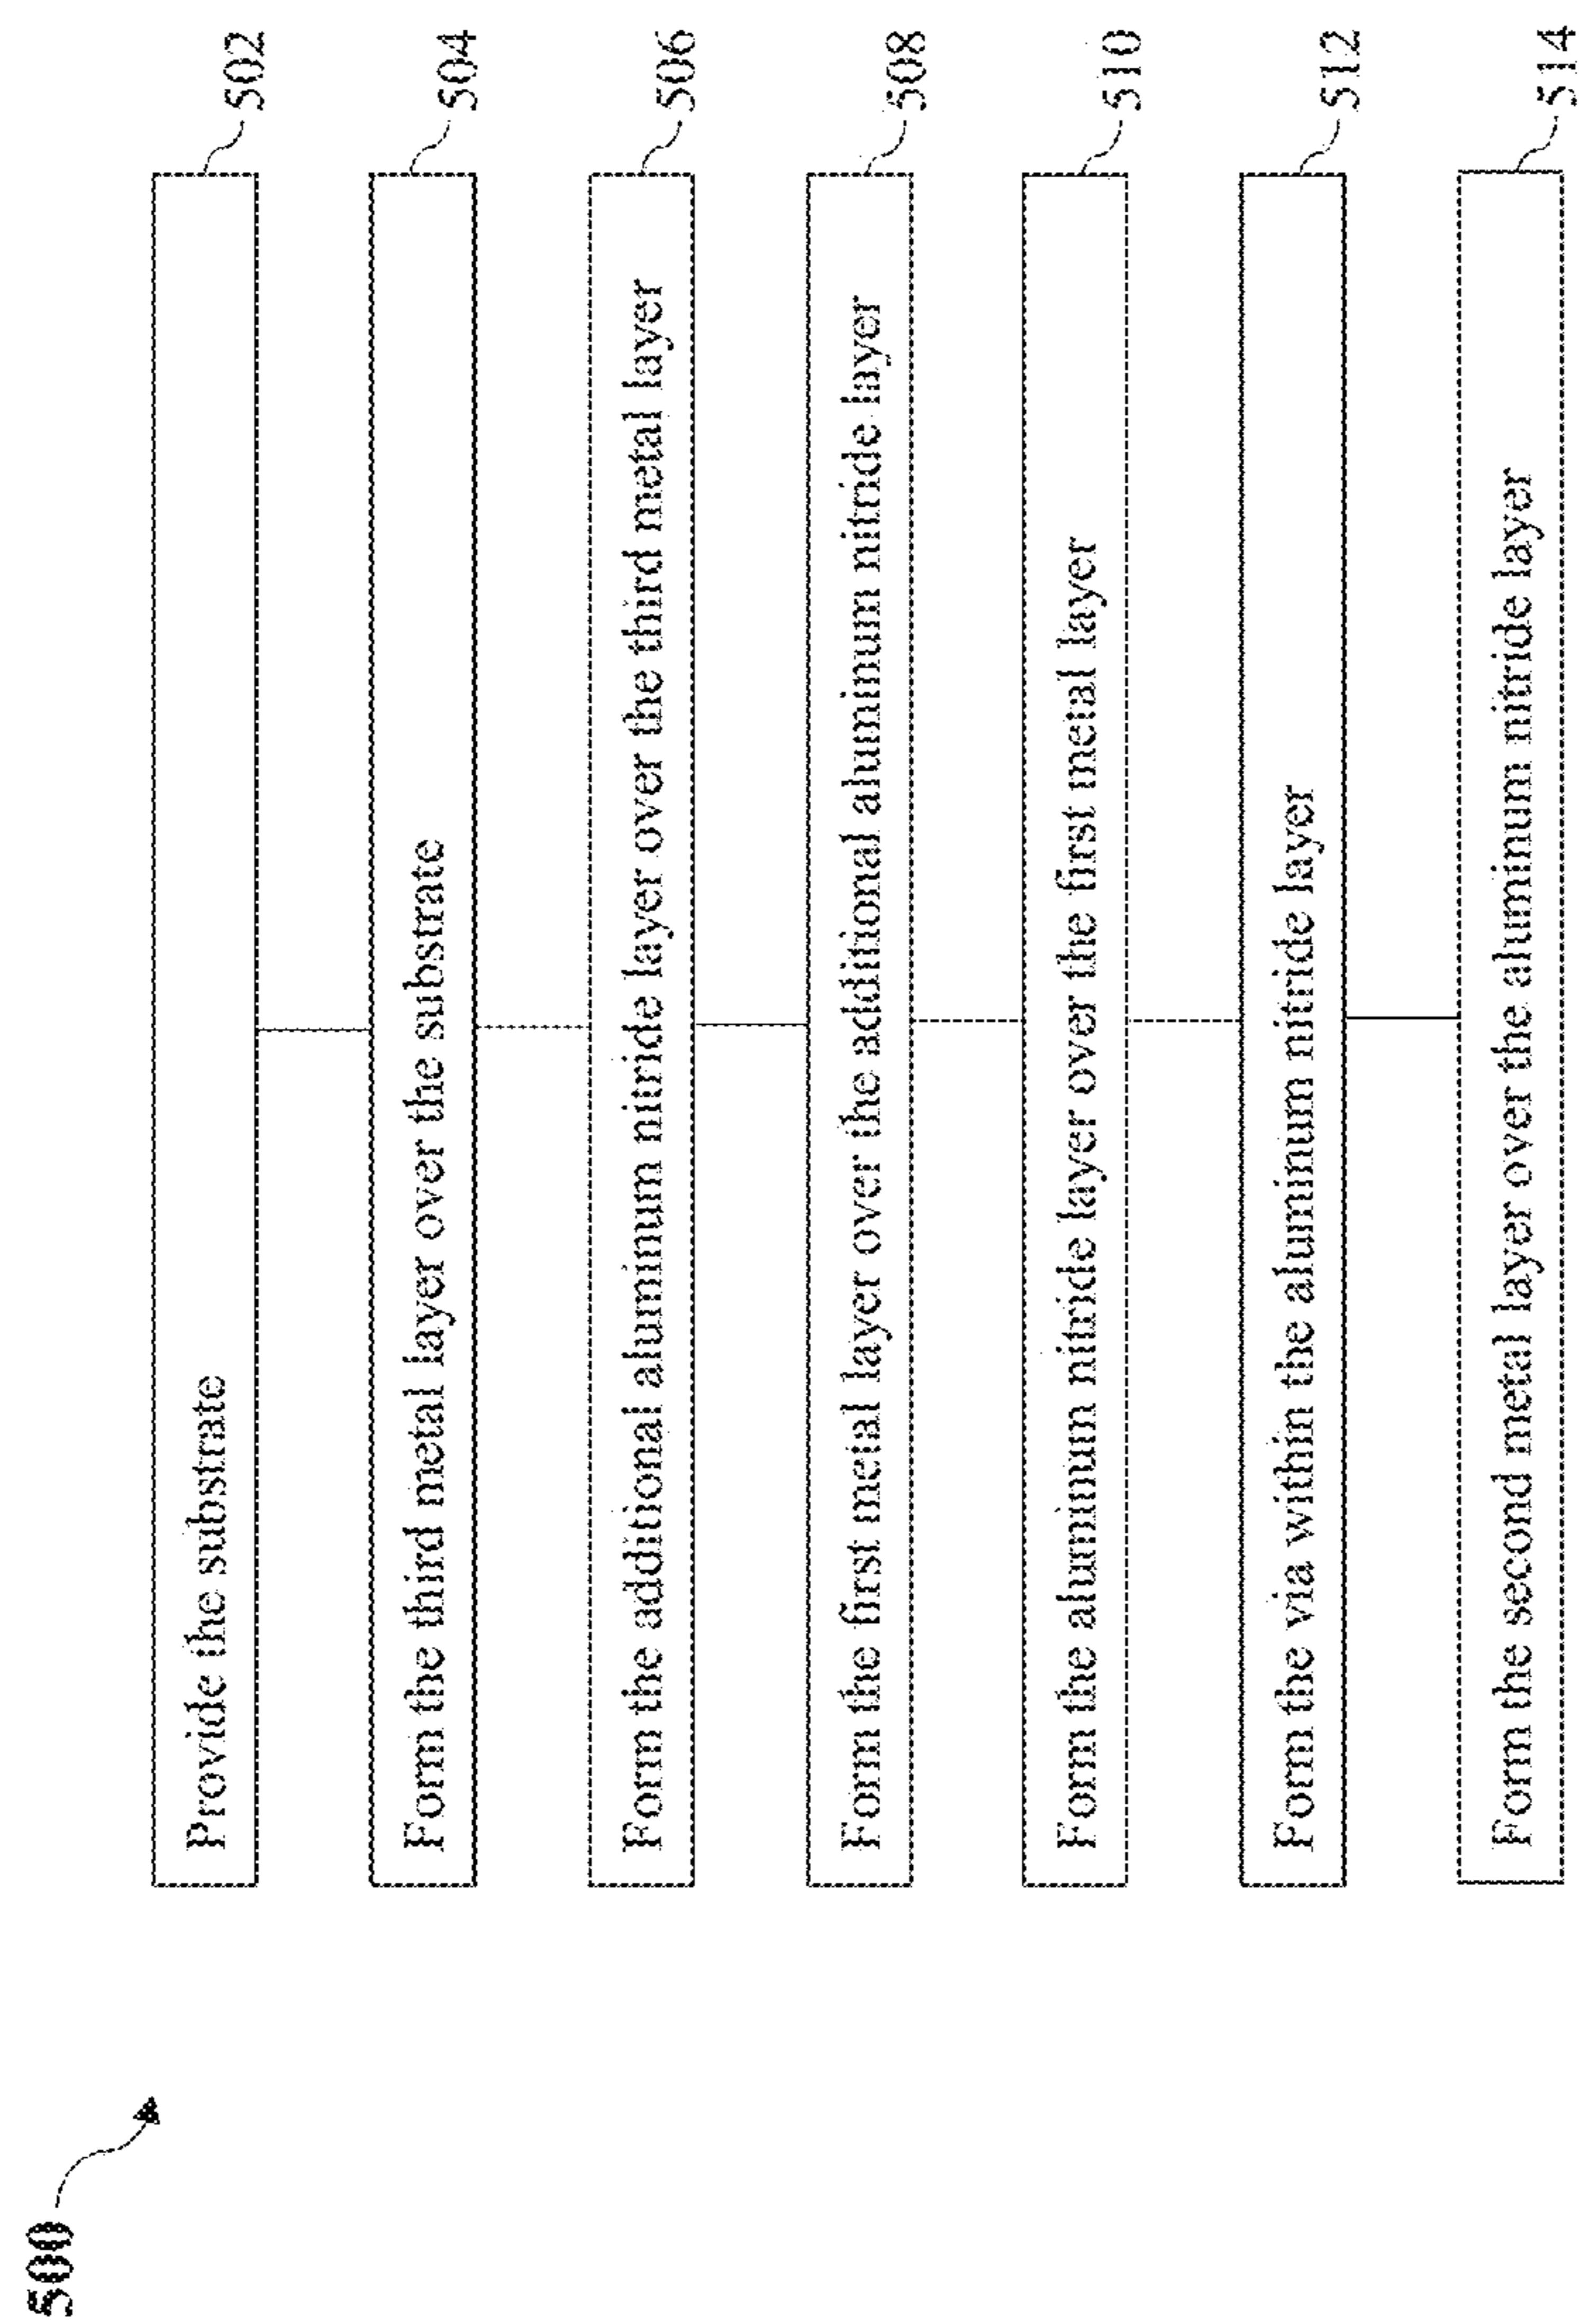 500
Provide the substrate
502
Form the third metal layer over the substrate
504
Form the additional aluminum nitride layer over the third metal layer
506
Form the first metal layer over the additional aluminum nitride layer
508
Form the aluminum nitride layer over the first metal layer
510
Form the via within the aluminum nitride layer
512
Form the second metal layer over the aluminum nitride layer
514